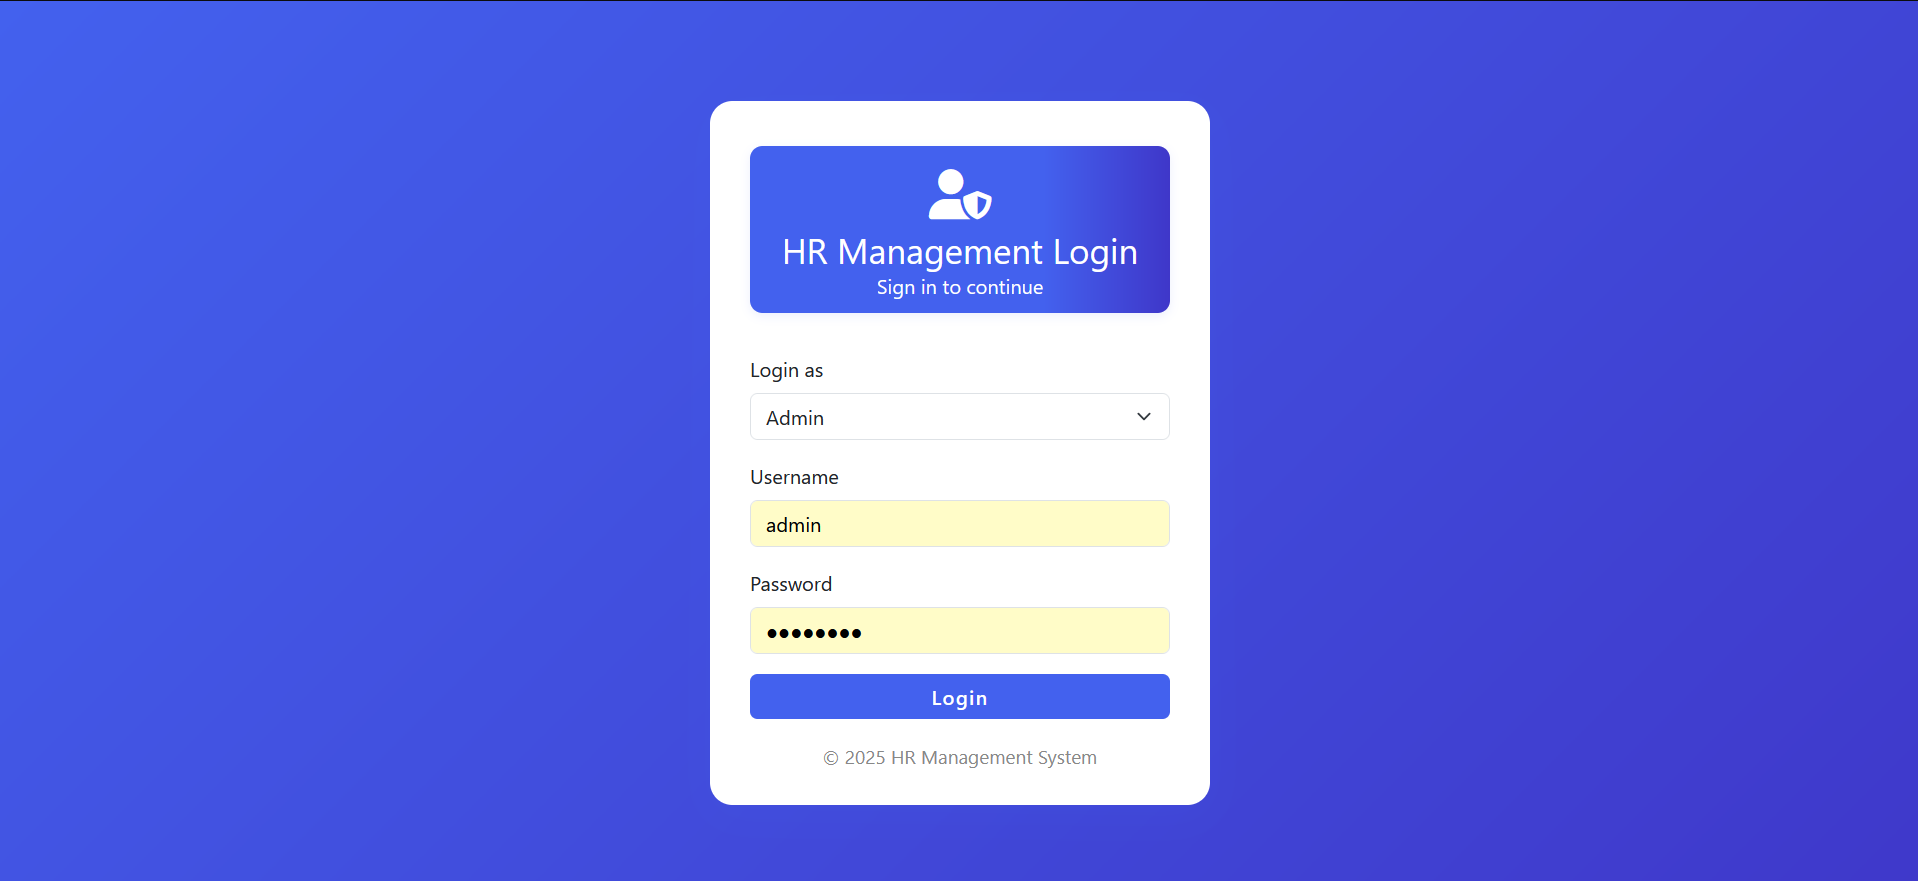 HR Management Login
Sign in to continue
Login as
Admin
Username
admin
Password
●●●●●●●●
Login
© 2025 HR Management System